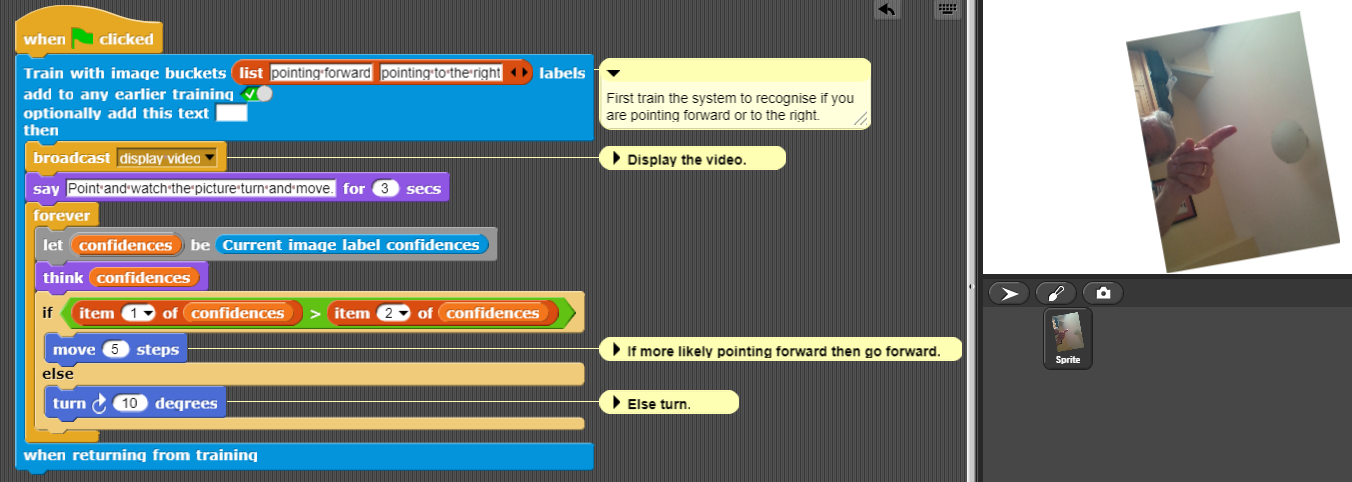 when clicked
Train with image buckets list pointing forward pointing to the right labels
add to any earlier training
optionally add this text
then
First train the system to recognise if you
are pointing forward or to the right.
broadcast display video
Display the video.
say Point and watch the picture turn and move. for 3 secs
forever
let confidences be Current image label confidences
think confidences
if item 1 of confidences > item 2 of confidences
move 5 steps
If more likely pointing forward then go forward.
else
turn 10 degrees
Else turn.
when returning from training
Sprite